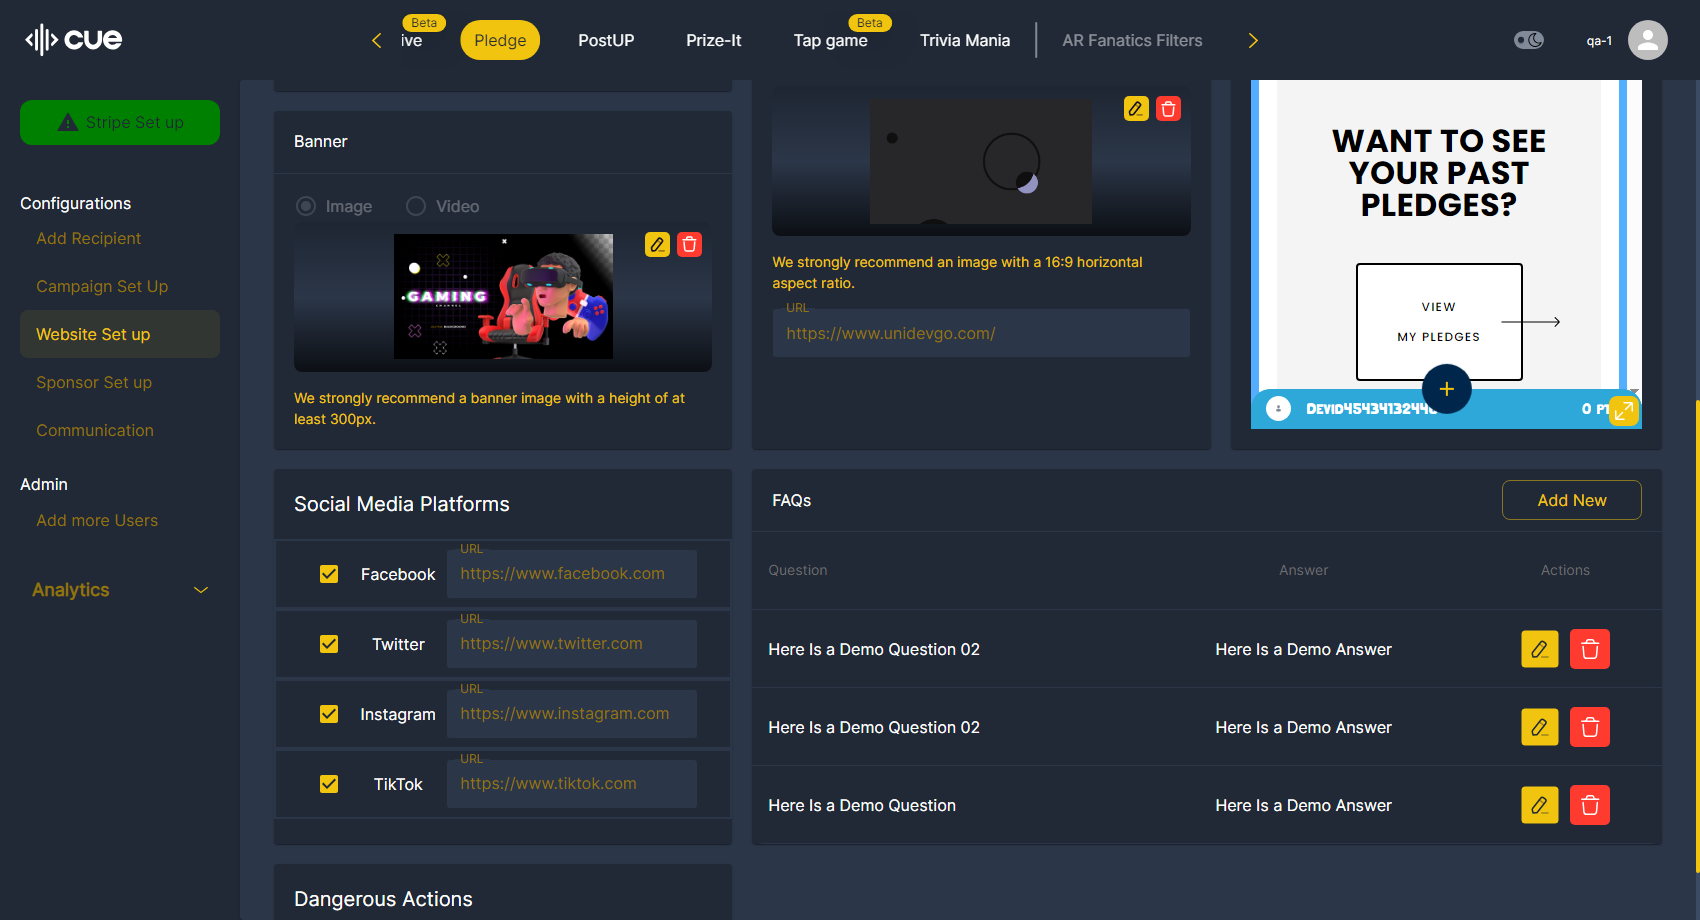 cue
Beta
ive
Pledge
PostUP
Prize-It
Beta
Tap game
Trivia Mania
AR Fanatics Filters
qa-1
Stripe Set up
Configurations
Add Recipient
Campaign Set Up
Website Set up
Sponsor Set up
Communication
Admin
Add more Users
Analytics
Banner
Image
Video
GAMING
CHANNEL
We strongly recommend a banner image with a height of at
least 300px.
We strongly recommend an image with a 16:9 horizontal
aspect ratio.
URL
https://www.unidevgo.com/
WANT TO SEE
YOUR PAST
PLEDGES?
VIEW
MY PLEDGES
0 PT
Social Media Platforms
Facebook
URL
https://www.facebook.com
Twitter
URL
https://www.twitter.com
Instagram
URL
https://www.instagram.com
TikTok
URL
https://www.tiktok.com
FAQs
Add New
Question
Answer
Actions
Here Is a Demo Question 02
Here Is a Demo Answer
Here Is a Demo Question 02
Here Is a Demo Answer
Here Is a Demo Question
Here Is a Demo Answer
Dangerous Actions